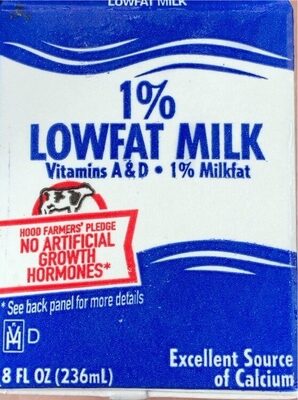 LOWFAT MILK
1%
LOWFAT MILK
Vitamins A & D • 1% Milkfat
HOOD FARMERS' PLEDGE
NO ARTIFICIAL
GROWTH
HORMONES*
*See back panel for more details
D
8 FL OZ (236mL)
Excellent Source
of Calcium